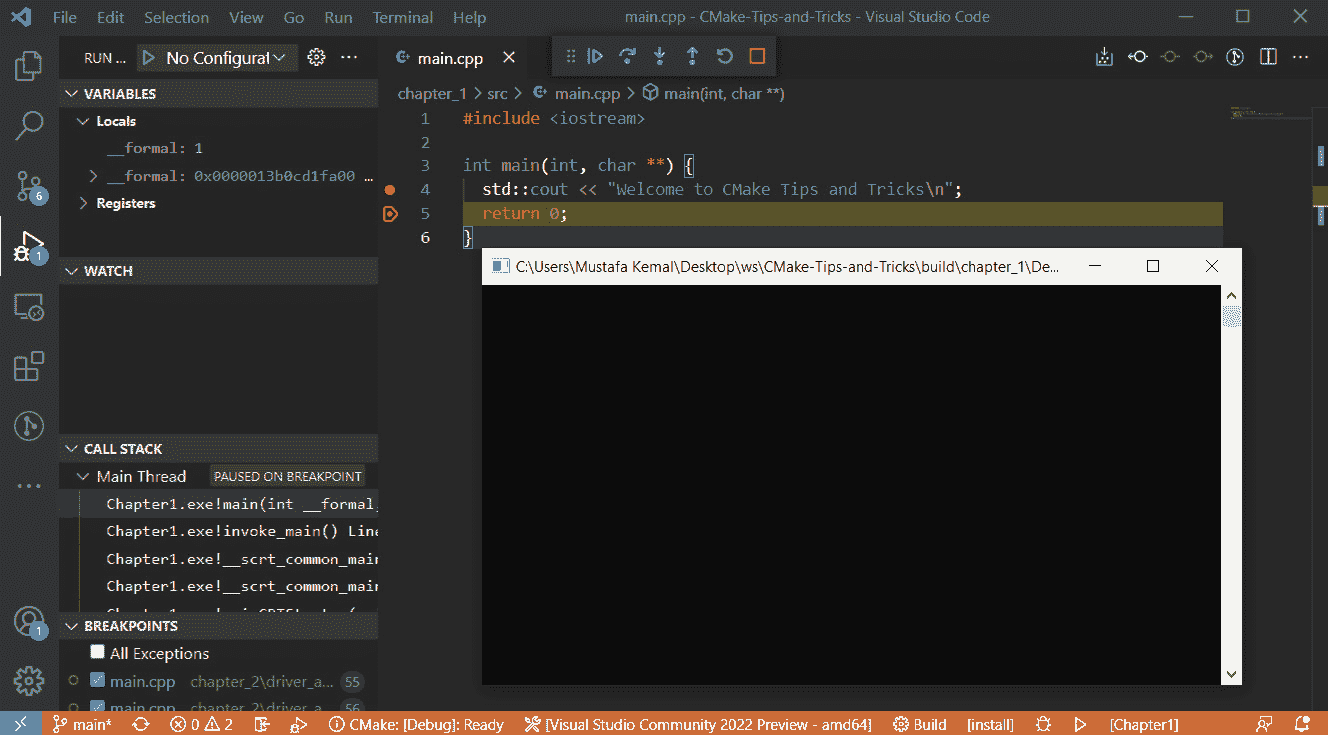 File Edit Selection View Go Run Terminal Help main.cpp - CMake-Tips-and-Tricks - Visual Studio Code
RUN ... No Configurat
main.cpp
VARIABLES
Locals
__formal: 1
__formal: 0x0000013b0cd1fa00 ...
Registers
WATCH
CALL STACK
Main Thread PAUSED ON BREAKPOINT
Chapter1.exe!main(int __formal,
Chapter1.exe!invoke_main() Line
Chapter1.exe!__scrt_common_main
Chapter1.exe!__scrt_common_main
BREAKPOINTS
All Exceptions
main.cpp chapter_2\driver_a... 55
main.cpp chapter_2\driver_a... 56
chapter_1 > src > main.cpp > main(int, char **)
1 #include <iostream>
2
3 int main(int, char **) {
4 std::cout << "Welcome to CMake Tips and Tricks\n";
5 return 0;
6 }
C:\Users\Mustafa Kemal\Desktop\ws\CMake-Tips-and-Tricks\build\chapter_1\De...
6
1
1
main* 0 2 CMake: [Debug]: Ready [Visual Studio Community 2022 Preview - amd64] Build [install] [Chapter1]